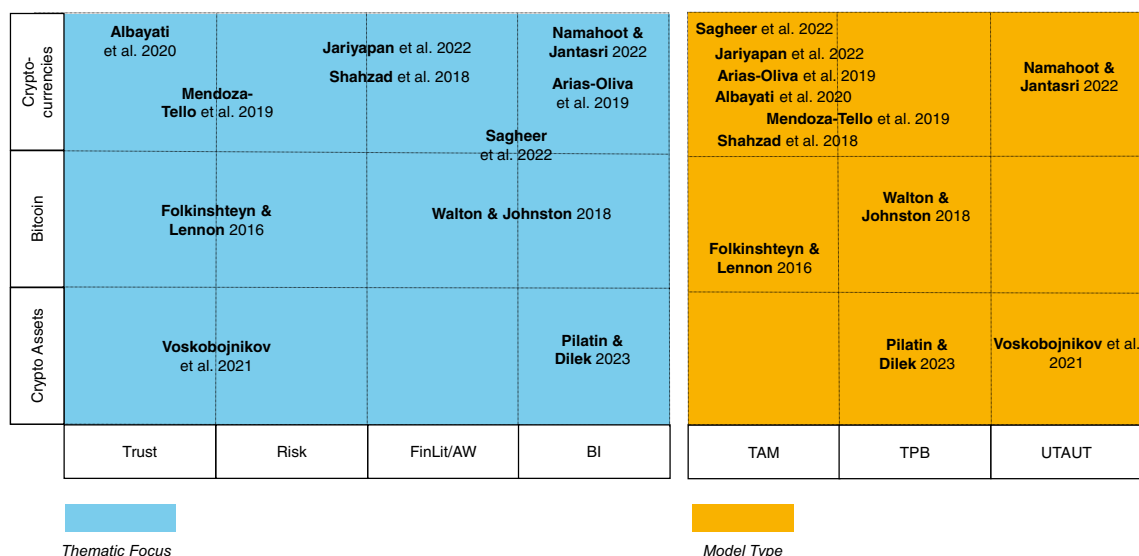 Crypto-
currencies
Albayati
et al. 2020
Jariyapan et al. 2022
Shahzad et al. 2018
Namahoot &
Jantasri 2022
Mendoza-
Tello et al. 2019
Arias-Oliva
et al. 2019
Sagheer
et al. 2022
Bitcoin
Folkinshteyn &
Lennon 2016
Walton & Johnston 2018
Crypto Assets
Voskobojnikov
et al. 2021
Pilatin &
Dilek 2023
Trust
Risk
FinLit/AW
BI
Thematic Focus
Sagheer et al. 2022
Jariyapan et al. 2022
Arias-Oliva et al. 2019
Albayati et al. 2020
Mendoza-Tello et al. 2019
Shahzad et al. 2018
Namahoot &
Jantasri 2022
Walton &
Johnston 2018
Folkinshteyn &
Lennon 2016
Pilatin &
Dilek 2023
Voskobojnikov et al.
2021
TAM
TPB
UTAUT
Model Type